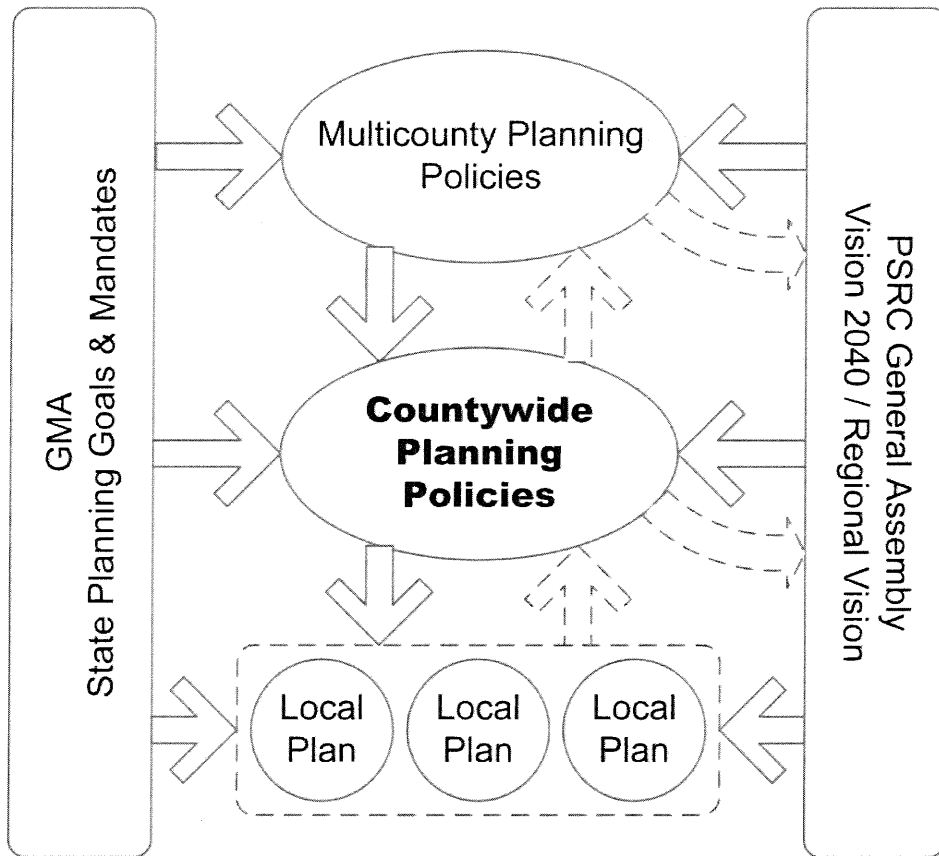 GMA
State Planning Goals & Mandates
Multicounty Planning
Policies
Countywide
Planning
Policies
Local
Plan
Local
Plan
Local
Plan
PSRC General Assembly
Vision 2040 / Regional Vision